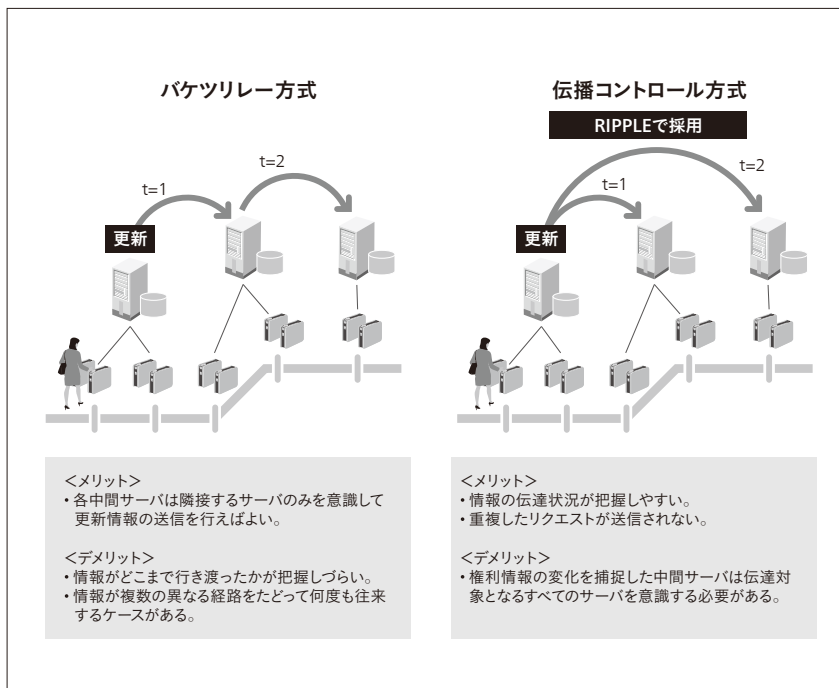 バケツリレー方式
t=1
t=2
更新
<メリット>
・各中間サーバは隣接するサーバのみを意識して
更新情報の送信を行えばよい。
<デメリット>
・情報がどこまで行き渡ったかが把握しづらい。
・情報が複数の異なる経路をたどって何度も往来
するケースがある。
伝播コントロール方式
RIPPLEで採用
t=2
t=1
更新
<メリット>
・情報の伝達状況が把握しやすい。
・重複したリクエストが送信されない。
<デメリット>
・権利情報の変化を捕捉した中間サーバは伝達対
象となるすべてのサーバを意識する必要がある。